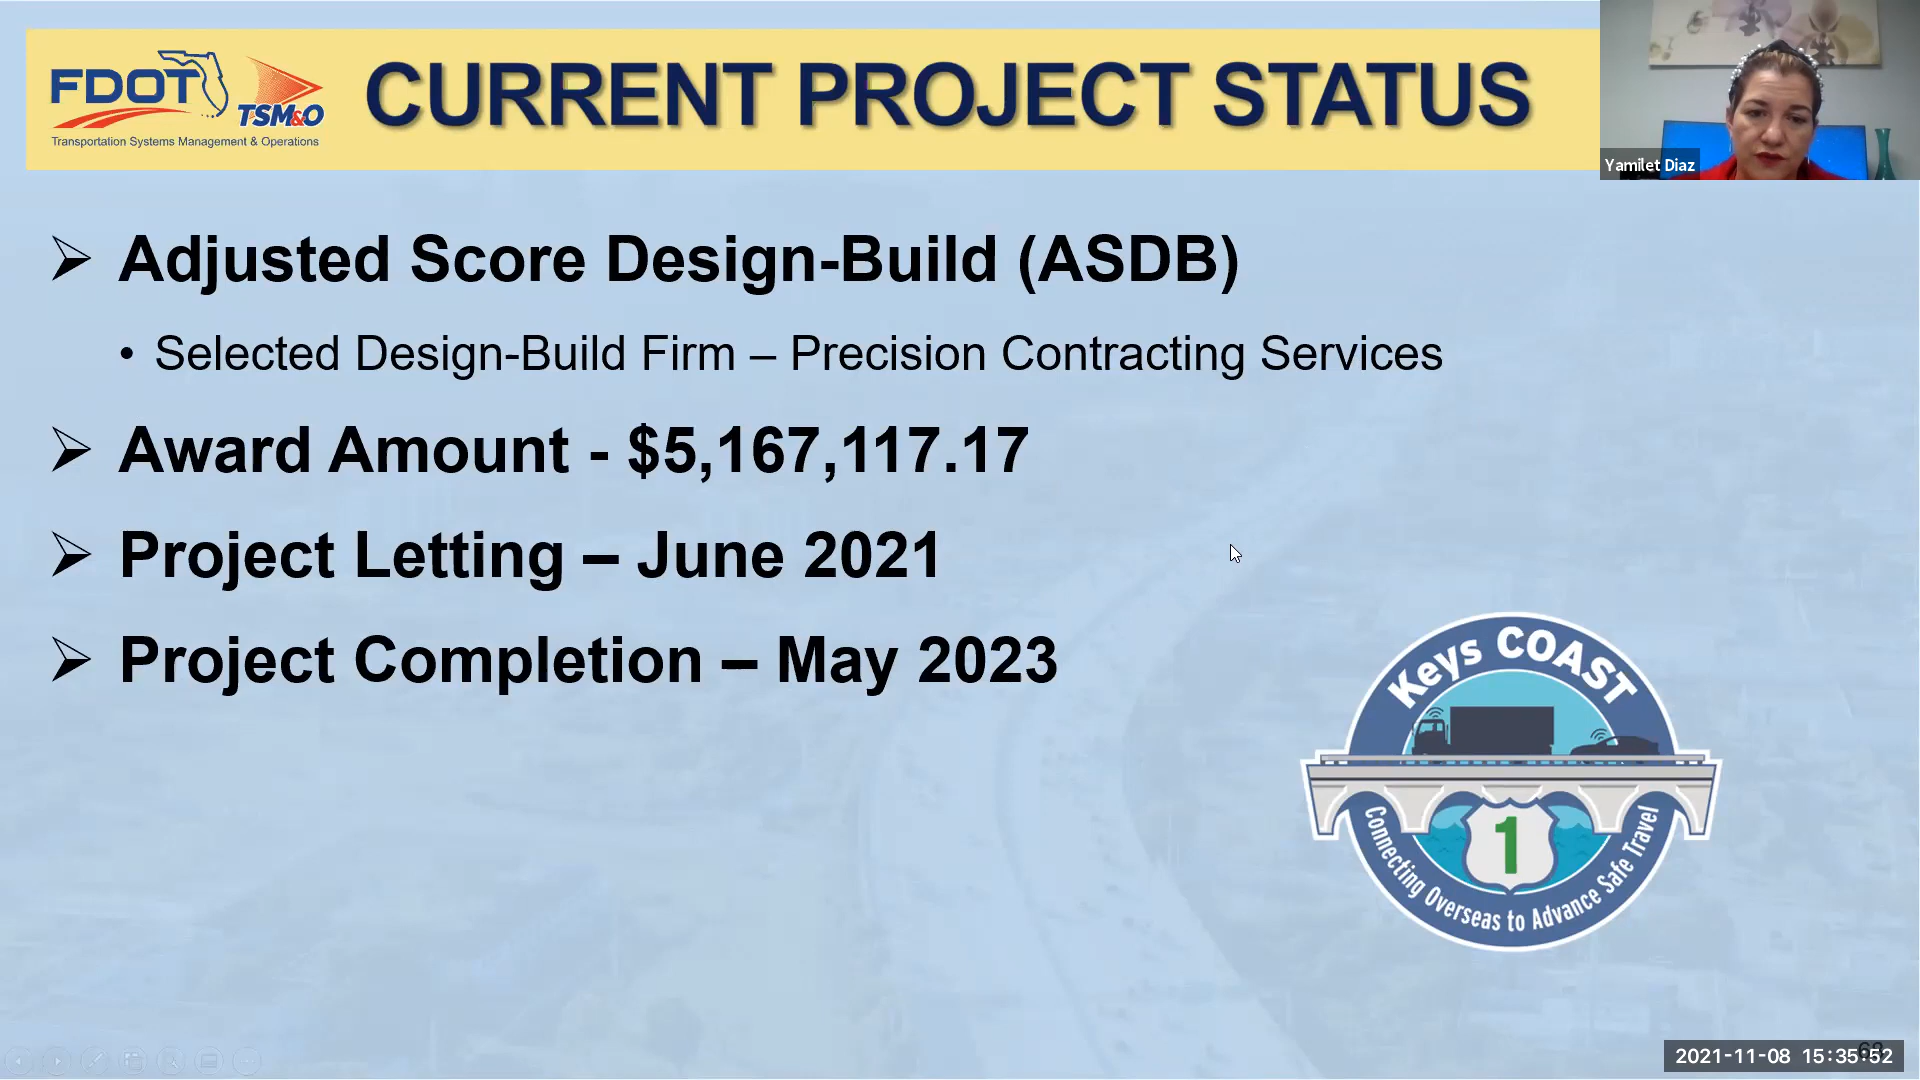 FDOT
TSM&O
Transportation Systems Management & Operations
CURRENT PROJECT STATUS
Yamilet Diaz
Adjusted Score Design-Build (ASDB)
• Selected Design-Build Firm – Precision Contracting Services
Award Amount - $5,167,117.17
Project Letting – June 2021
Project Completion – May 2023
Keys COAST
1
Connecting Overseas to Advance Safe Travel
2021-11-08 15:35:52